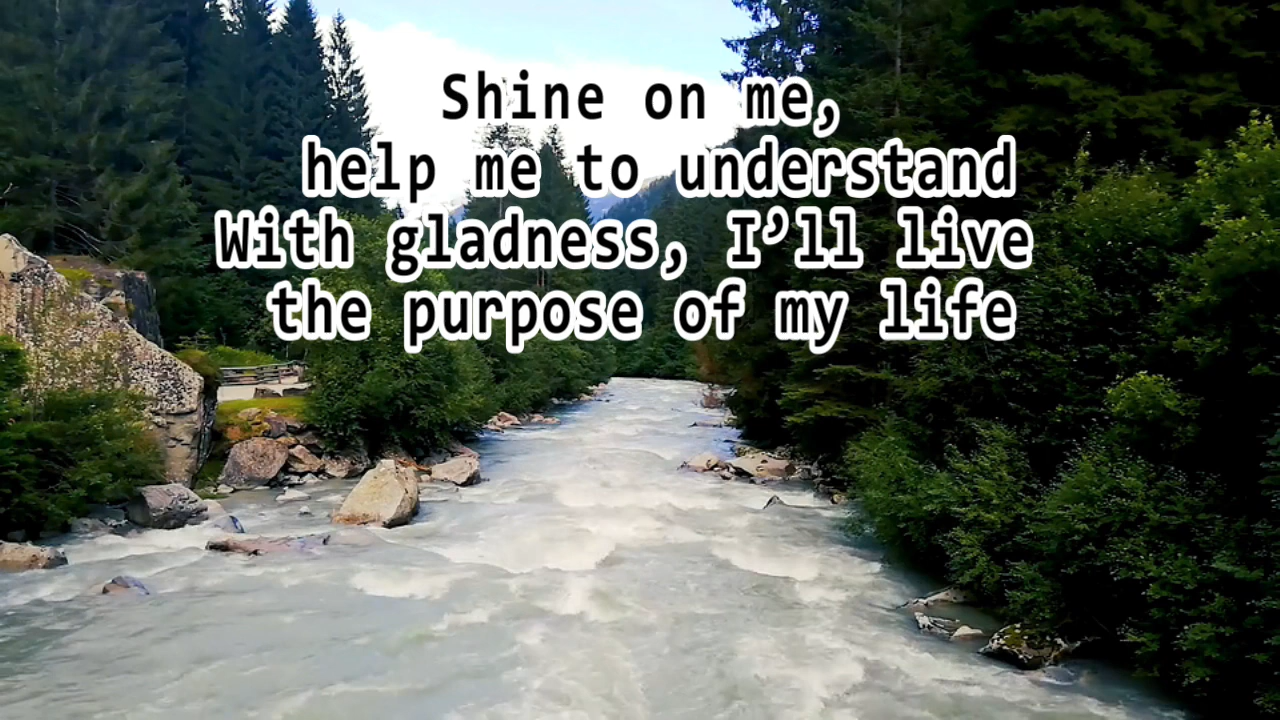 Shine on me,
help me to understand
With gladness, I’ll live
the purpose of my life